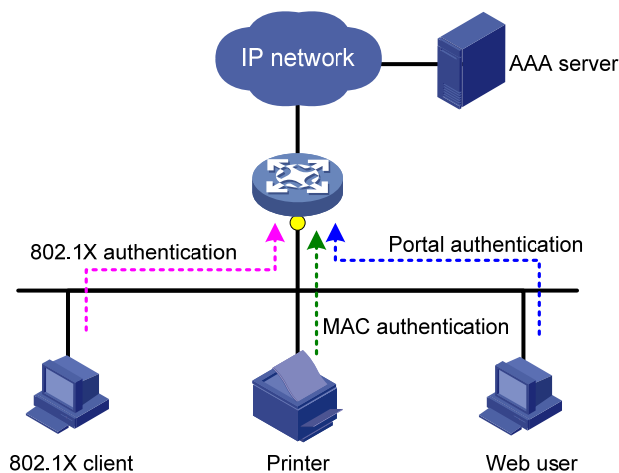 IP network
AAA server
802.1X authentication
Portal authentication
MAC authentication
802.1X client
Printer
Web user